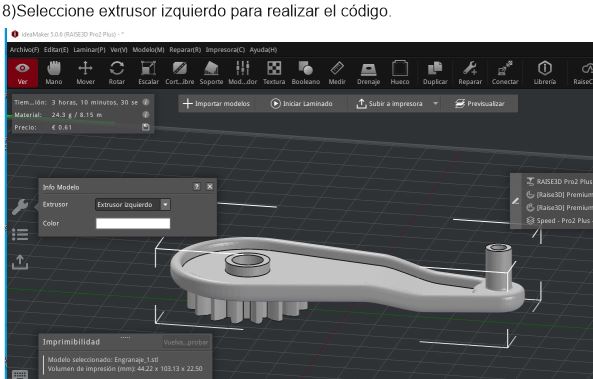 8)Seleccione extrusor izquierdo para realizar el código.
ideaMaker 5.0.6 (RAISE3D Pro2 Plus) - *
Archivo(F) Editar(E) Laminar(P) Ver(V) Modelo(M) Reparar(R) Impresora(C) Ayuda(H)
Ver Mano Mover Rotar Escalar Cort...ibre Soporte Mod...dor Textura Booleano Medir Drenaje Hueco Duplicar Reparar Conectar Librería RaiseC
Tiem...ión: 3 horas, 10 minutos, 30 se
Material: 24.3 g / 8.15 m
Precio: € 0.61
Importar modelos Iniciar Laminado Subir a impresora Previsualizar
Info Modelo ? x
Extrusor Extrusor izquierdo
Color
RAISE3D Pro2 Plus
[Raise3D] Premium
[Raise3D] Premium
Speed - Pro2 Plus
Imprimibilidad Vuelva...probar
Modelo seleccionado: Engranaje_1.stl
Volumen de impresión (mm): 44.22 x 103.13 x 22.50